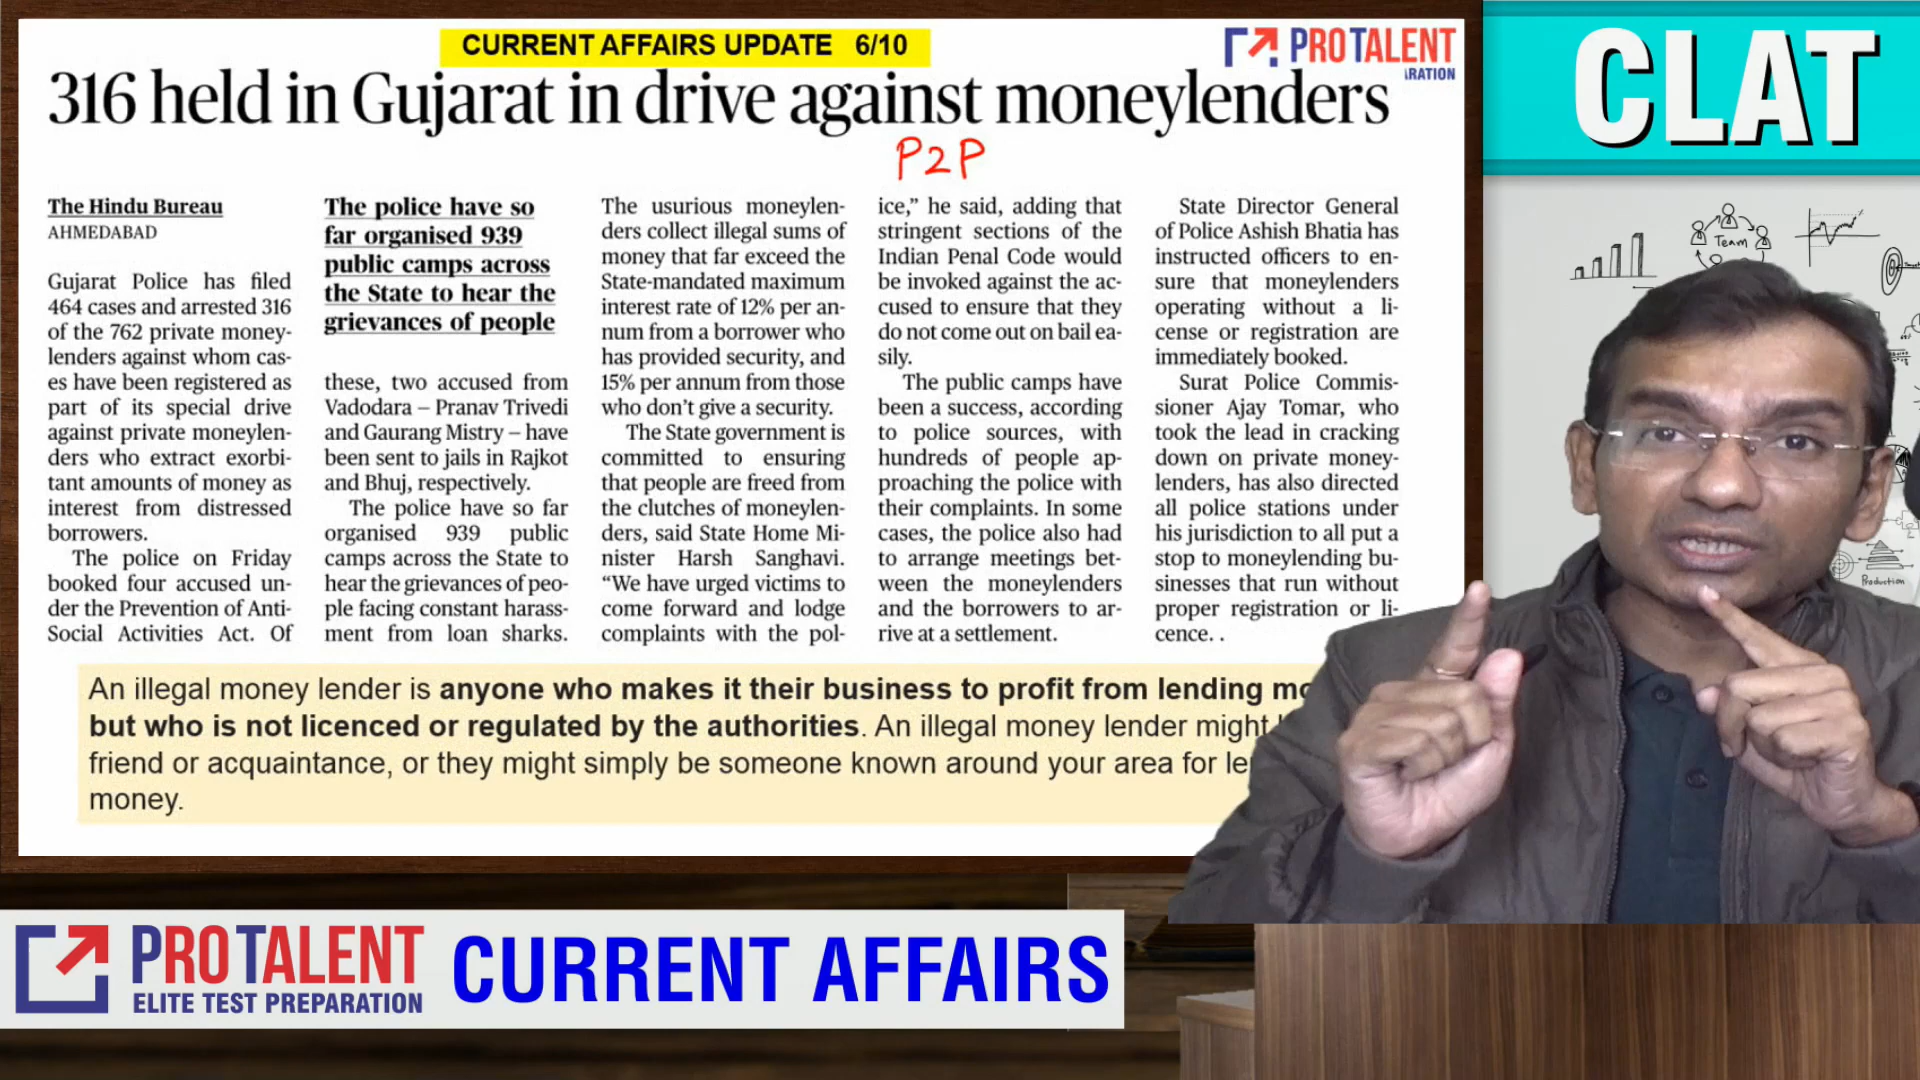 CURRENT AFFAIRS UPDATE 6/10
PROTALENT
ARATION
CLAT
316 held in Gujarat in drive against moneylenders
P2P
The Hindu Bureau
AHMEDABAD
Gujarat Police has filed
464 cases and arrested 316
of the 762 private money-
lenders against whom cas-
es have been registered as
part of its special drive
against private moneylen-
ders who extract exorbi-
tant amounts of money as
interest from distressed
borrowers.
The police on Friday
booked four accused un-
der the Prevention of Anti-
Social Activities Act. Of
The police have so
far organised 939
public camps across
the State to hear the
grievances of people
these, two accused from
Vadodara – Pranav Trivedi
and Gaurang Mistry – have
been sent to jails in Rajkot
and Bhuj, respectively.
The police have so far
organised 939 public
camps across the State to
hear the grievances of peo-
ple facing constant harass-
ment from loan sharks.
The usurious moneylen-
ders collect illegal sums of
money that far exceed the
State-mandated maximum
interest rate of 12% per an-
num from a borrower who
has provided security, and
15% per annum from those
who don't give a security.
The State government is
committed to ensuring
that people are freed from
the clutches of moneylen-
ders, said State Home Mi-
nister Harsh Sanghavi.
“We have urged victims to
come forward and lodge
complaints with the pol-
ice,” he said, adding that
stringent sections of the
Indian Penal Code would
be invoked against the ac-
cused to ensure that they
do not come out on bail ea-
sily.
The public camps have
been a success, according
to police sources, with
hundreds of people ap-
proaching the police with
their complaints. In some
cases, the police also had
to arrange meetings bet-
ween the moneylenders
and the borrowers to ar-
rive at a settlement.
State Director General
of Police Ashish Bhatia has
instructed officers to en-
sure that moneylenders
operating without a li-
cense or registration are
immediately booked.
Surat Police Commis-
sioner Ajay Tomar, who
took the lead in cracking
down on private money-
lenders, has also directed
all police stations under
his jurisdiction to all put a
stop to moneylending bu-
sinesses that run without
proper registration or li-
cence. .
Team
Production
An illegal money lender is anyone who makes it their business to profit from lending
but who is not licenced or regulated by the authorities. An illegal money lender might
friend or acquaintance, or they might simply be someone known around your area for
money.
PROTALENT
ELITE TEST PREPARATION
CURRENT AFFAIRS